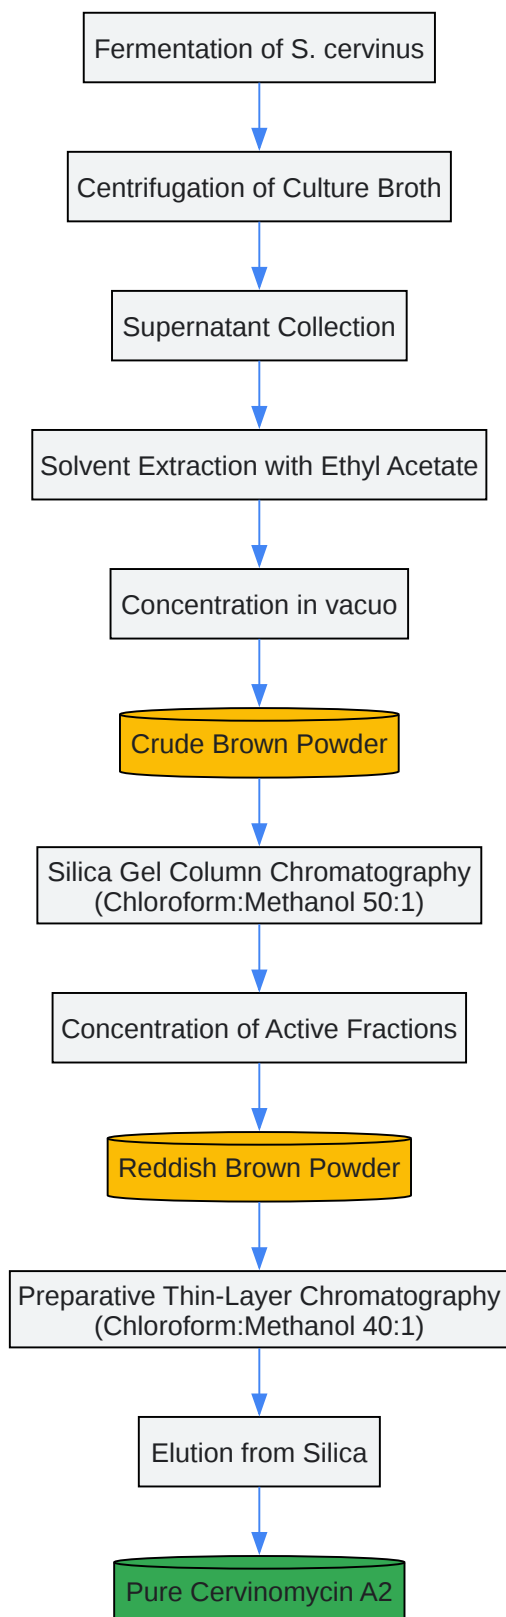 Fermentation of S. cervinus
Centrifugation of Culture Broth
Supernatant Collection
Solvent Extraction with Ethyl Acetate
Concentration in vacuo
Crude Brown Powder
Silica Gel Column Chromatography
(Chloroform:Methanol 50:1)
Concentration of Active Fractions
Reddish Brown Powder
Preparative Thin-Layer Chromatography
(Chloroform:Methanol 40:1)
Elution from Silica
Pure Cervinomycin A2